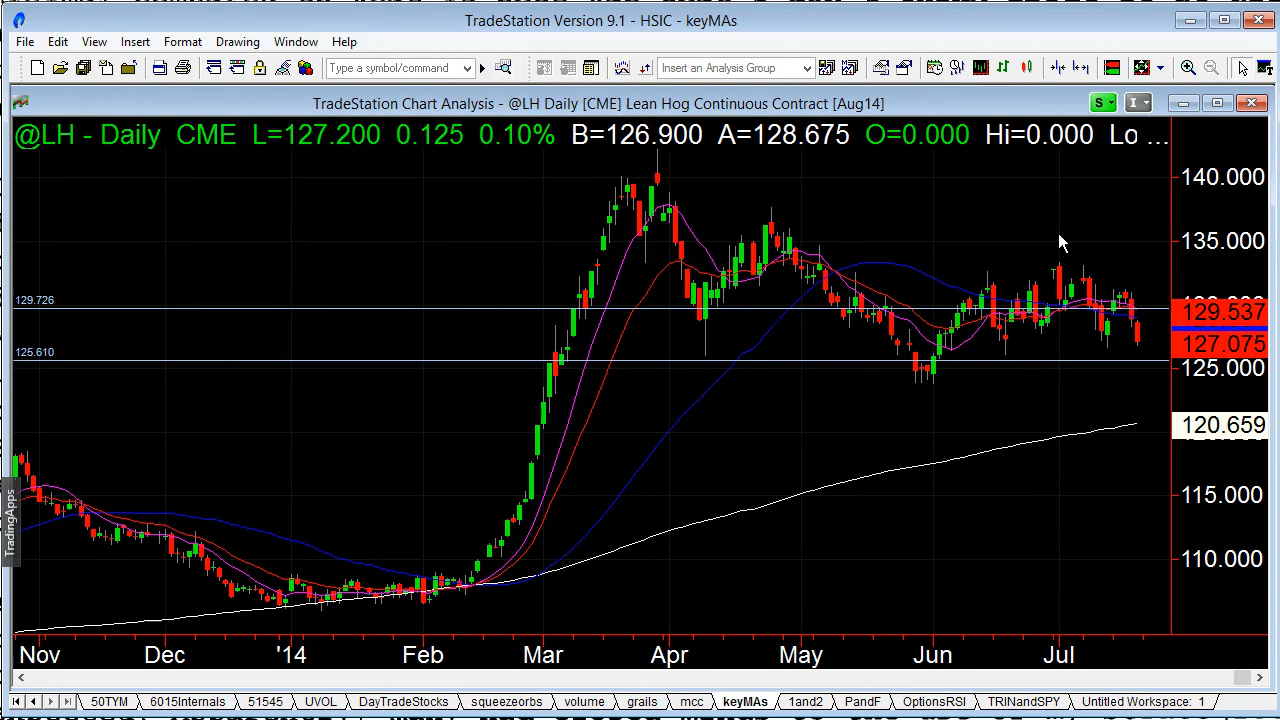 TradeStation Version 9.1 - HSIC - keyMAs
File Edit View Insert Format Drawing Window Help
Type a symbol/command Insert an Analysis Group
TradeStation Chart Analysis - @LH Daily [CME] Lean Hog Continuous Contract [Aug14] S I
@LH - Daily CME L=127.200 0.125 0.10% B=126.900 A=128.675 O=0.000 Hi=0.000 Lo ...
140.000
135.000
129.726
129.537
127.075
125.610
125.000
120.659
115.000
110.000
TradingApps
Nov Dec '14 Feb Mar Apr May Jun Jul
50TYM 6015Internals 51545 UVOL DayTradeStocks squeezeorbs volume grails mcc keyMAs 1and2 PandF OptionsRSI TRINandSPY Untitled Workspace: 1